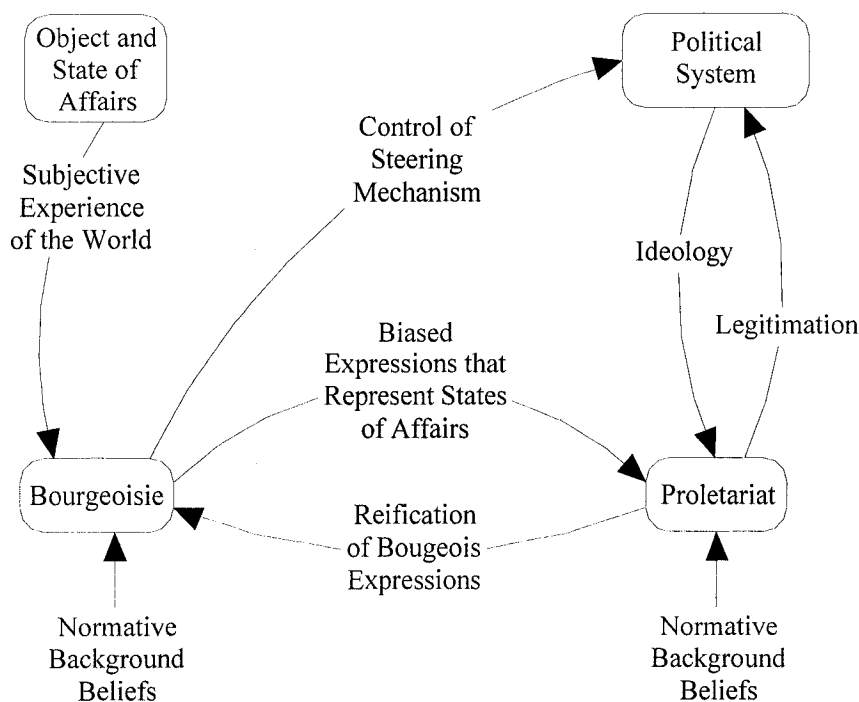 Object and
State of
Affairs
Political
System
Control of
Steering
Mechanism
Subjective
Experience
of the World
Ideology
Legitimation
Biased
Expressions that
Represent States
of Affairs
Bourgeoisie
Proletariat
Reification
of Bougeois
Expressions
Normative
Background
Beliefs
Normative
Background
Beliefs